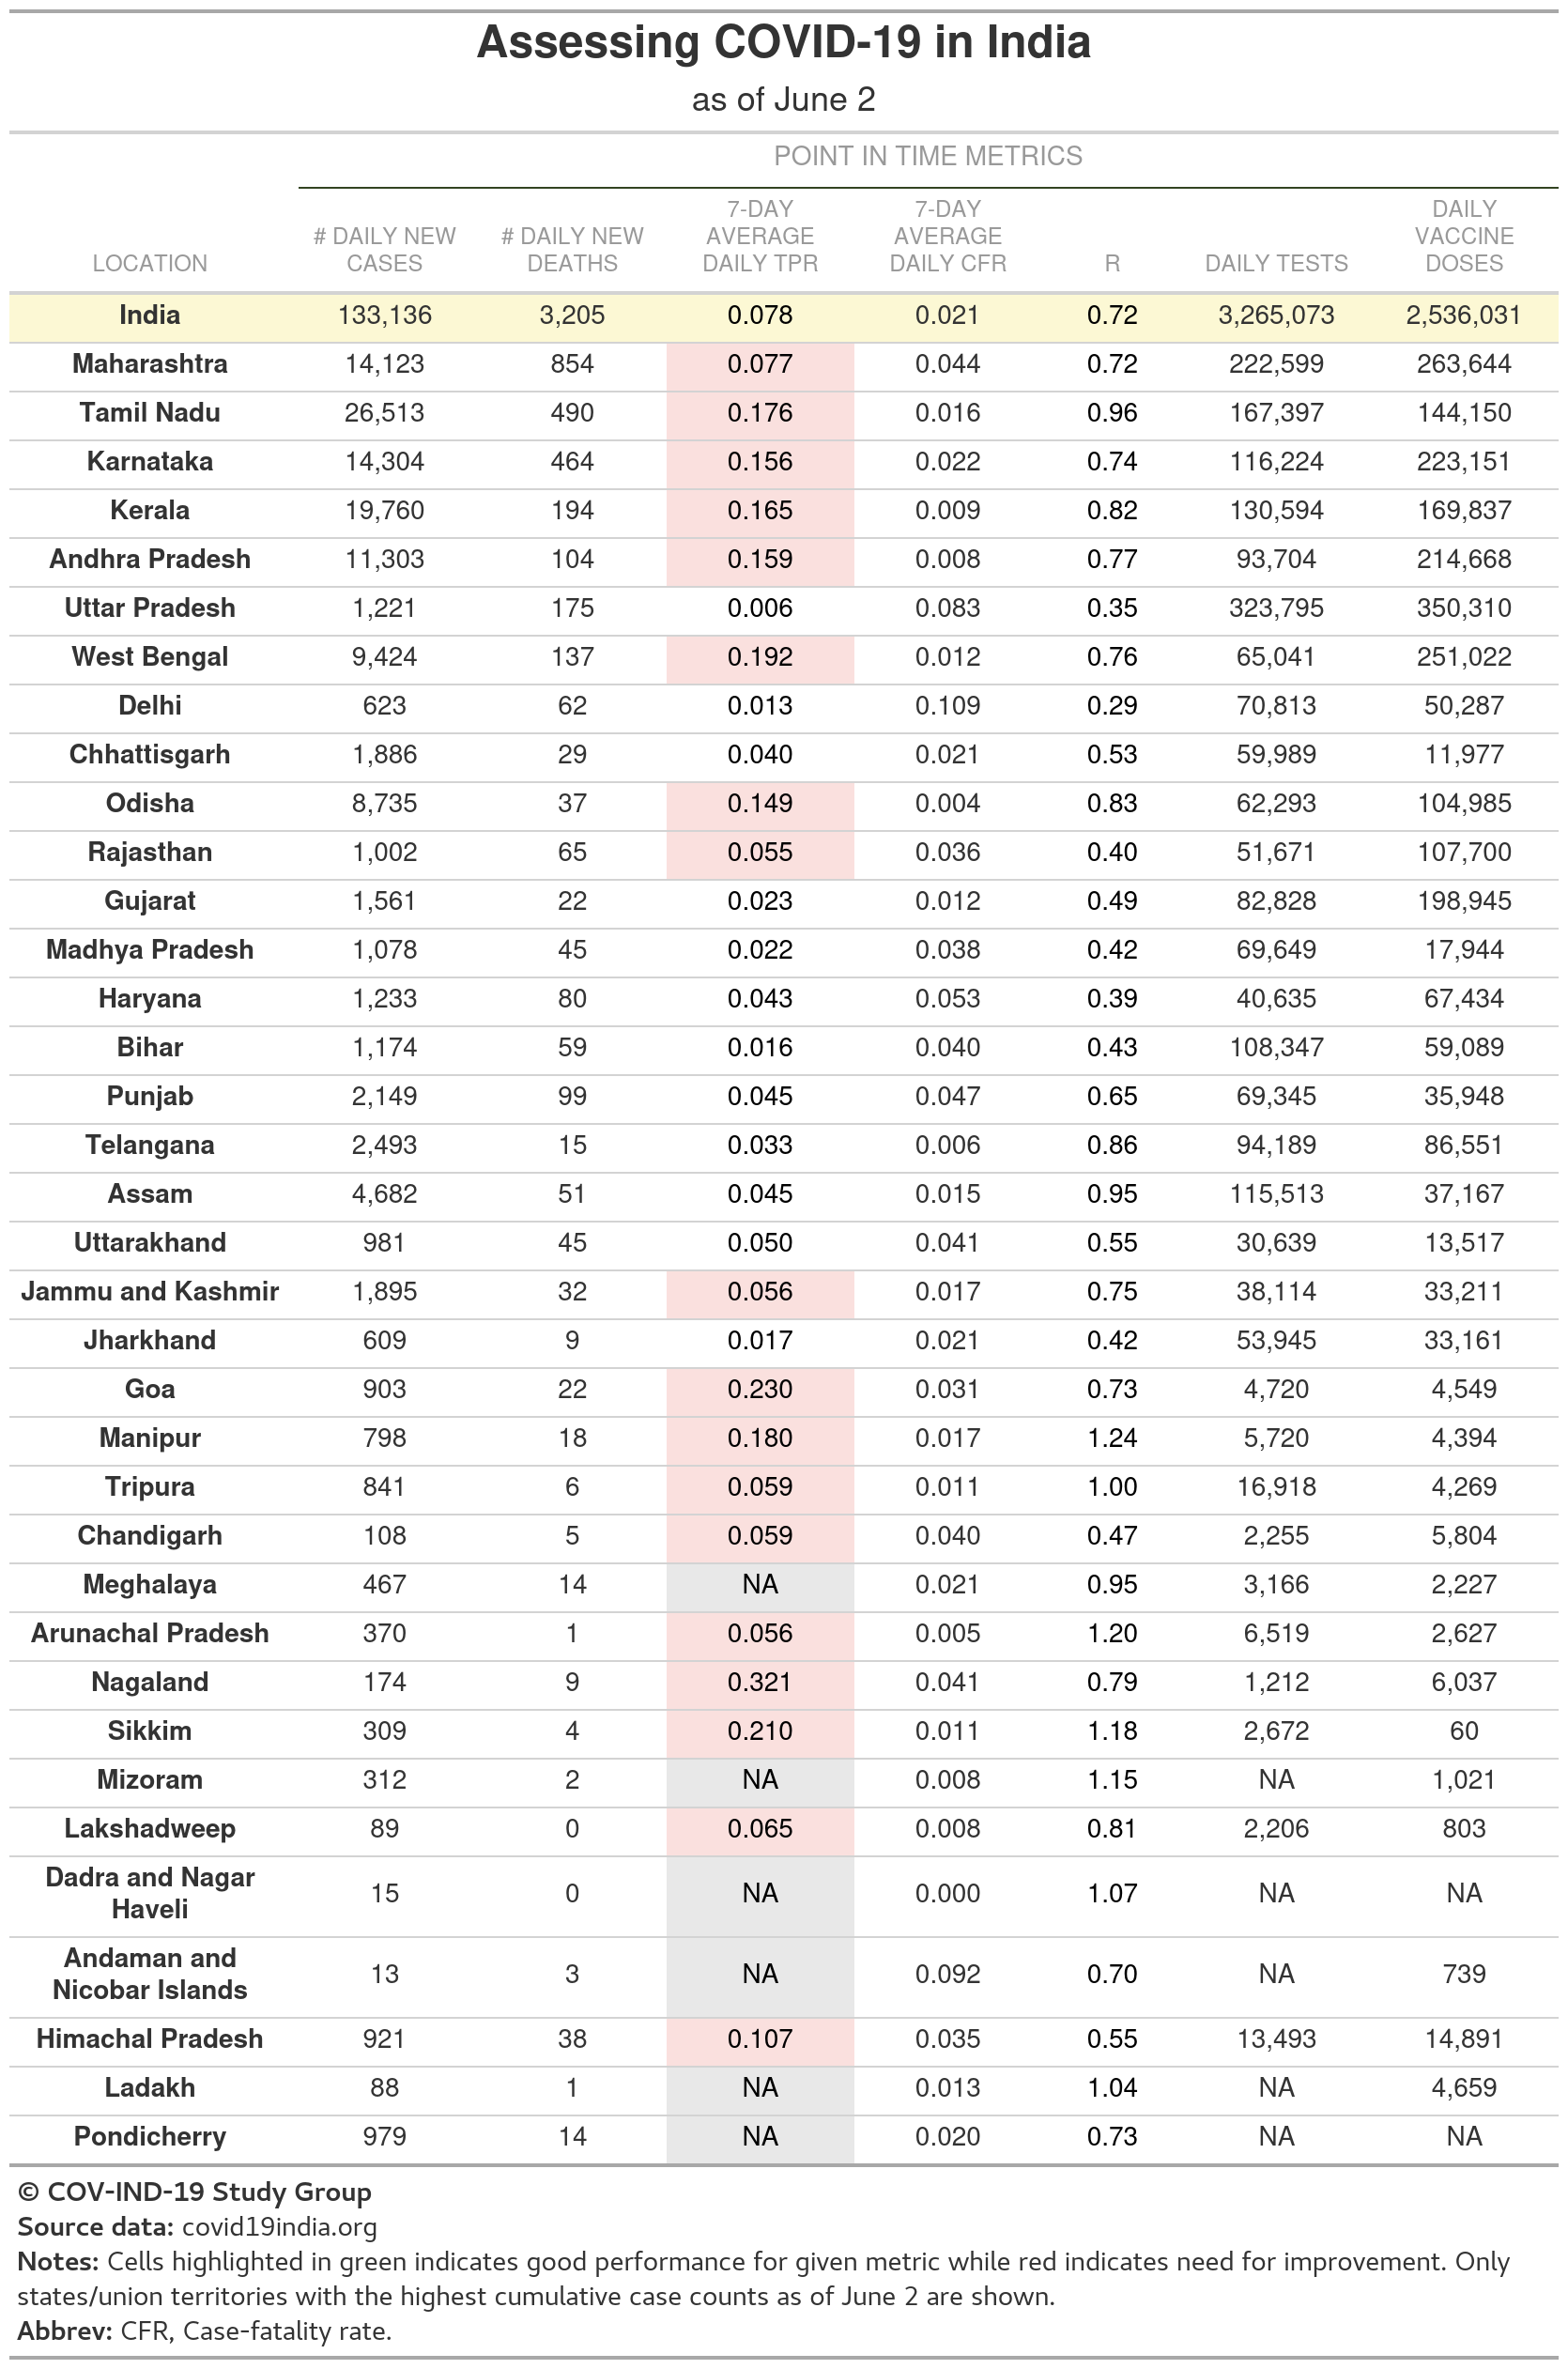 Assessing COVID-19 in India
as of June 2
POINT IN TIME METRICS
LOCATION # DAILY NEW CASES # DAILY NEW DEATHS 7-DAY AVERAGE DAILY TPR 7-DAY AVERAGE DAILY CFR R DAILY TESTS DAILY VACCINE DOSES
India 133,136 3,205 0.078 0.021 0.72 3,265,073 2,536,031
Maharashtra 14,123 854 0.077 0.044 0.72 222,599 263,644
Tamil Nadu 26,513 490 0.176 0.016 0.96 167,397 144,150
Karnataka 14,304 464 0.156 0.022 0.74 116,224 223,151
Kerala 19,760 194 0.165 0.009 0.82 130,594 169,837
Andhra Pradesh 11,303 104 0.159 0.008 0.77 93,704 214,668
Uttar Pradesh 1,221 175 0.006 0.083 0.35 323,795 350,310
West Bengal 9,424 137 0.192 0.012 0.76 65,041 251,022
Delhi 623 62 0.013 0.109 0.29 70,813 50,287
Chhattisgarh 1,886 29 0.040 0.021 0.53 59,989 11,977
Odisha 8,735 37 0.149 0.004 0.83 62,293 104,985
Rajasthan 1,002 65 0.055 0.036 0.40 51,671 107,700
Gujarat 1,561 22 0.023 0.012 0.49 82,828 198,945
Madhya Pradesh 1,078 45 0.022 0.038 0.42 69,649 17,944
Haryana 1,233 80 0.043 0.053 0.39 40,635 67,434
Bihar 1,174 59 0.016 0.040 0.43 108,347 59,089
Punjab 2,149 99 0.045 0.047 0.65 69,345 35,948
Telangana 2,493 15 0.033 0.006 0.86 94,189 86,551
Assam 4,682 51 0.045 0.015 0.95 115,513 37,167
Uttarakhand 981 45 0.050 0.041 0.55 30,639 13,517
Jammu and Kashmir 1,895 32 0.056 0.017 0.75 38,114 33,211
Jharkhand 609 9 0.017 0.021 0.42 53,945 33,161
Goa 903 22 0.230 0.031 0.73 4,720 4,549
Manipur 798 18 0.180 0.017 1.24 5,720 4,394
Tripura 841 6 0.059 0.011 1.00 16,918 4,269
Chandigarh 108 5 0.059 0.040 0.47 2,255 5,804
Meghalaya 467 14 NA 0.021 0.95 3,166 2,227
Arunachal Pradesh 370 1 0.056 0.005 1.20 6,519 2,627
Nagaland 174 9 0.321 0.041 0.79 1,212 6,037
Sikkim 309 4 0.210 0.011 1.18 2,672 60
Mizoram 312 2 NA 0.008 1.15 NA 1,021
Lakshadweep 89 0 0.065 0.008 0.81 2,206 803
Dadra and Nagar Haveli 15 0 NA 0.000 1.07 NA NA
Andaman and Nicobar Islands 13 3 NA 0.092 0.70 NA 739
Himachal Pradesh 921 38 0.107 0.035 0.55 13,493 14,891
Ladakh 88 1 NA 0.013 1.04 NA 4,659
Pondicherry 979 14 NA 0.020 0.73 NA NA
© COV-IND-19 Study Group
Source data: covid19india.org
Notes: Cells highlighted in green indicates good performance for given metric while red indicates need for improvement. Only
states/union territories with the highest cumulative case counts as of June 2 are shown.
Abbrev: CFR, Case-fatality rate.